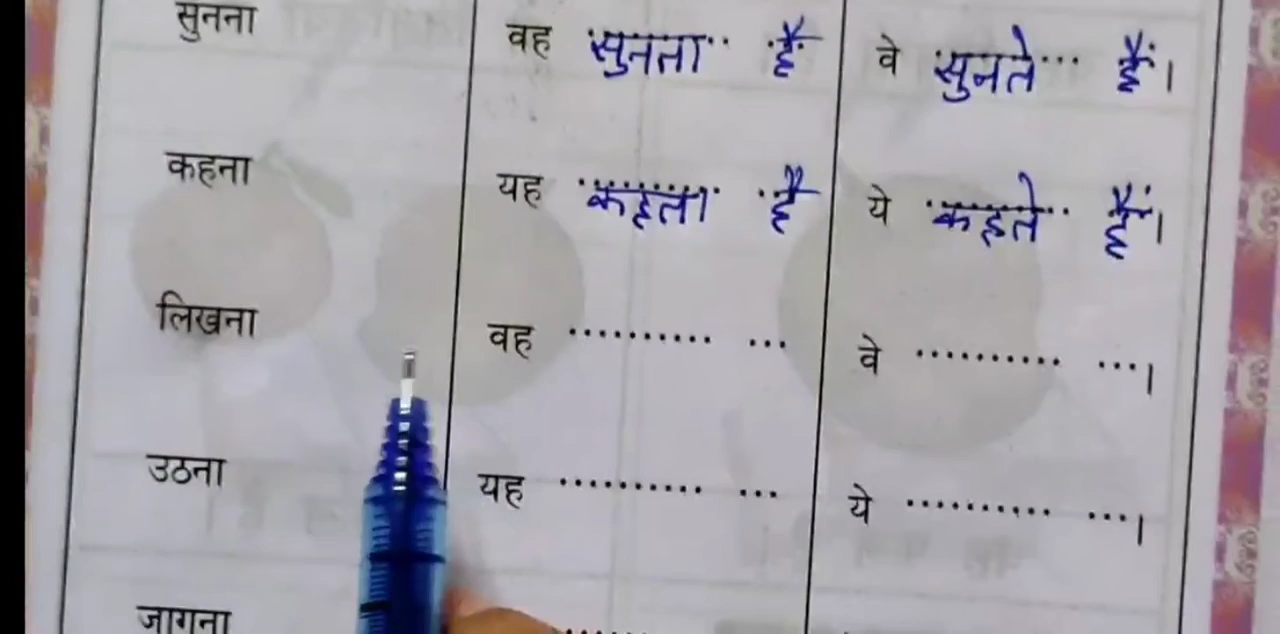 सुनना वह सुनता है वे सुनते हैं।
कहना यह कहता है ये कहते हैं।
लिखना वह .......... ... वे .......... ...।
उठना यह .......... ... ये .......... ...।
जागना